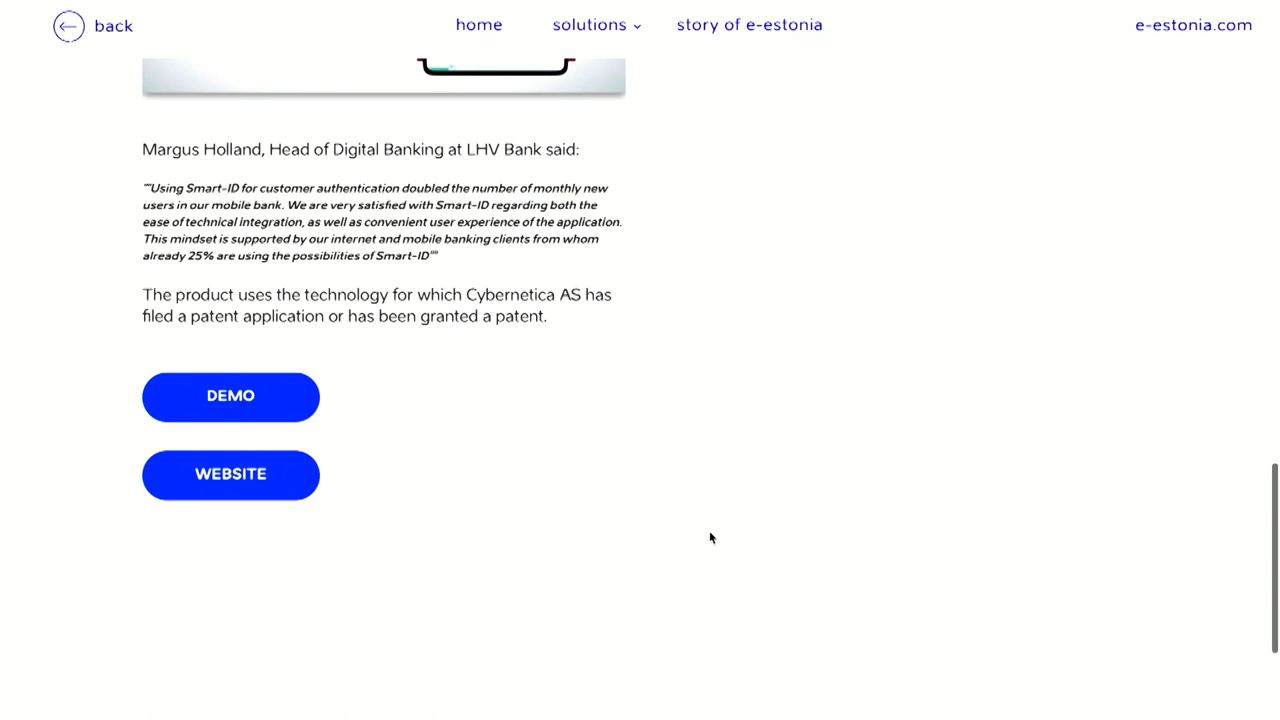 back
home
solutions
story of e-estonia
e-estonia.com
Margus Holland, Head of Digital Banking at LHV Bank said:
""Using Smart-ID for customer authentication doubled the number of monthly new
users in our mobile bank. We are very satisfied with Smart-ID regarding both the
ease of technical integration, as well as convenient user experience of the application.
This mindset is supported by our internet and mobile banking clients from whom
already 25% are using the possibilities of Smart-ID""
The product uses the technology for which Cybernetica AS has
filed a patent application or has been granted a patent.
DEMO
WEBSITE